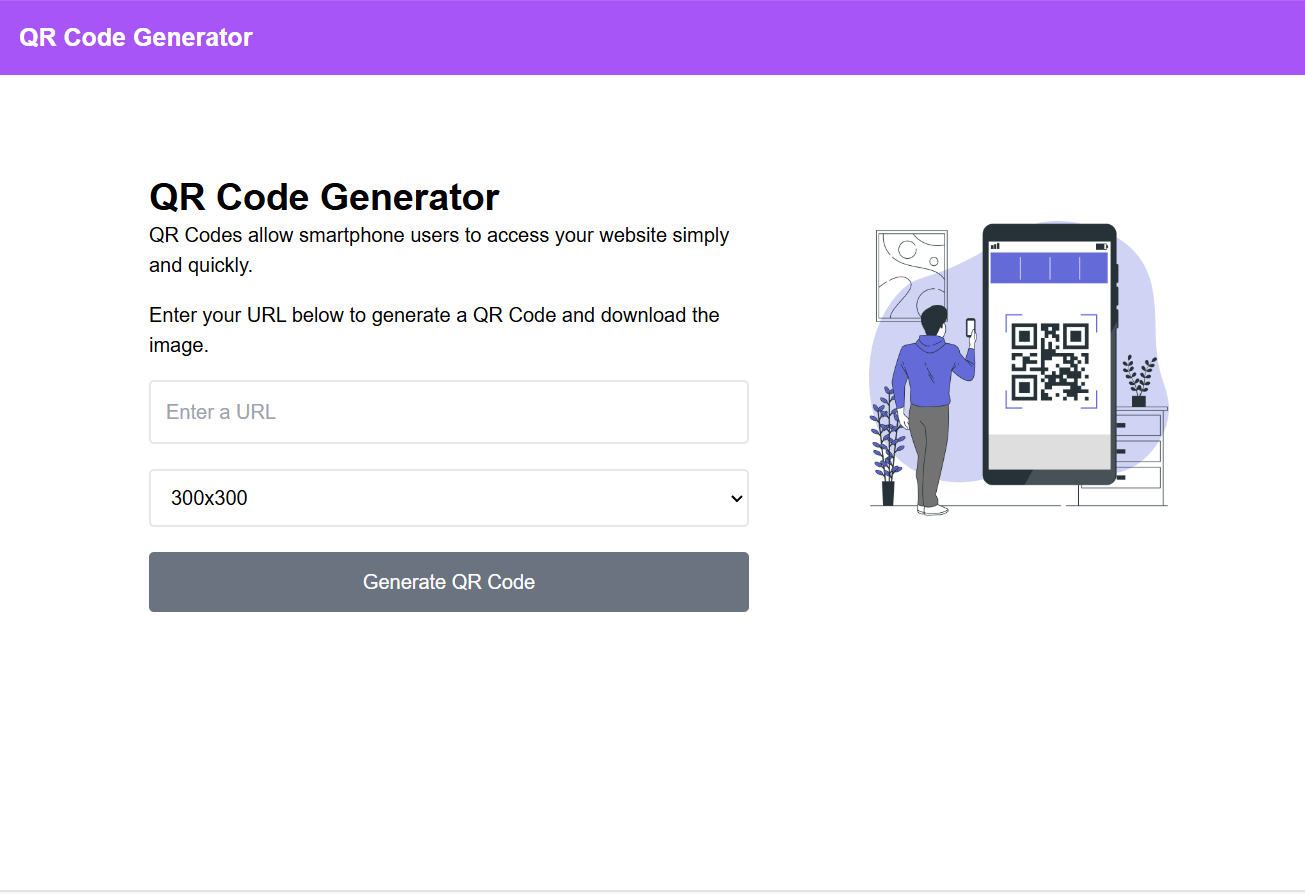 QR Code Generator
QR Code Generator
QR Codes allow smartphone users to access your website simply
and quickly.
Enter your URL below to generate a QR Code and download the
image.
Enter a URL
300x300
Generate QR Code